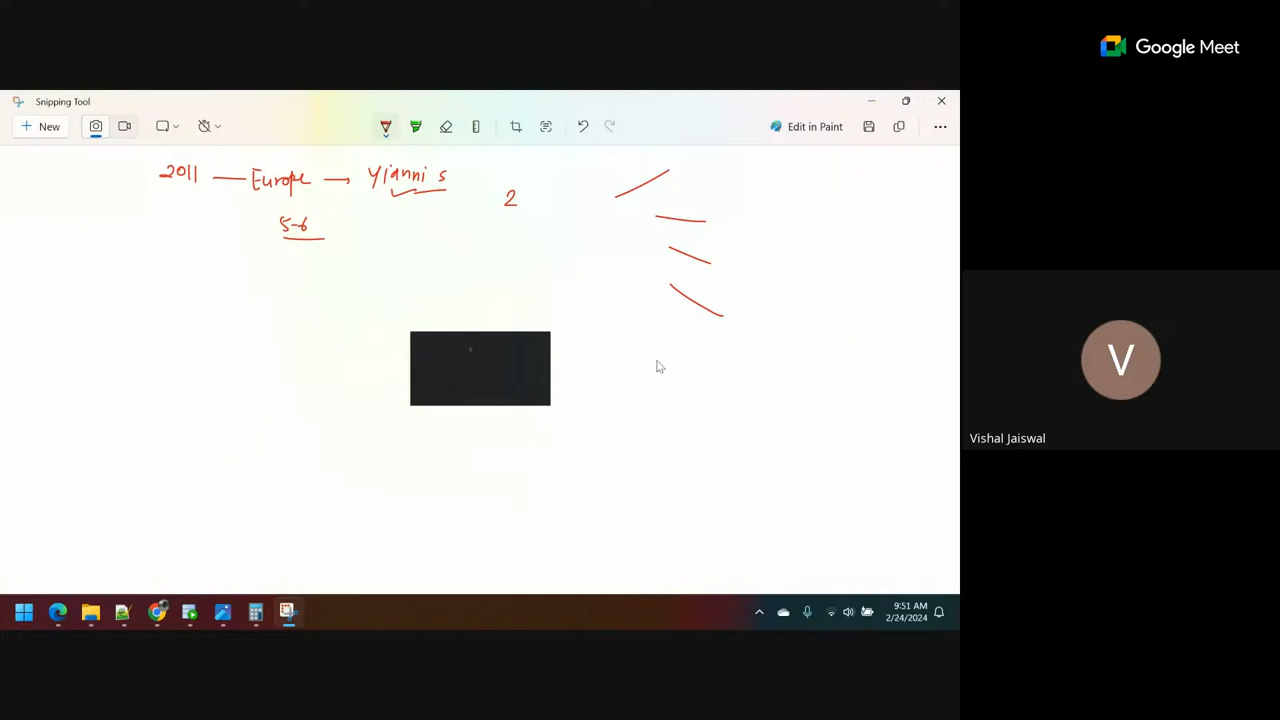 Google Meet
Snipping Tool
New
Edit in Paint
2011 — Europe → Yiannis
2
5-6
V
Vishal Jaiswal
9:51 AM
2/24/2024